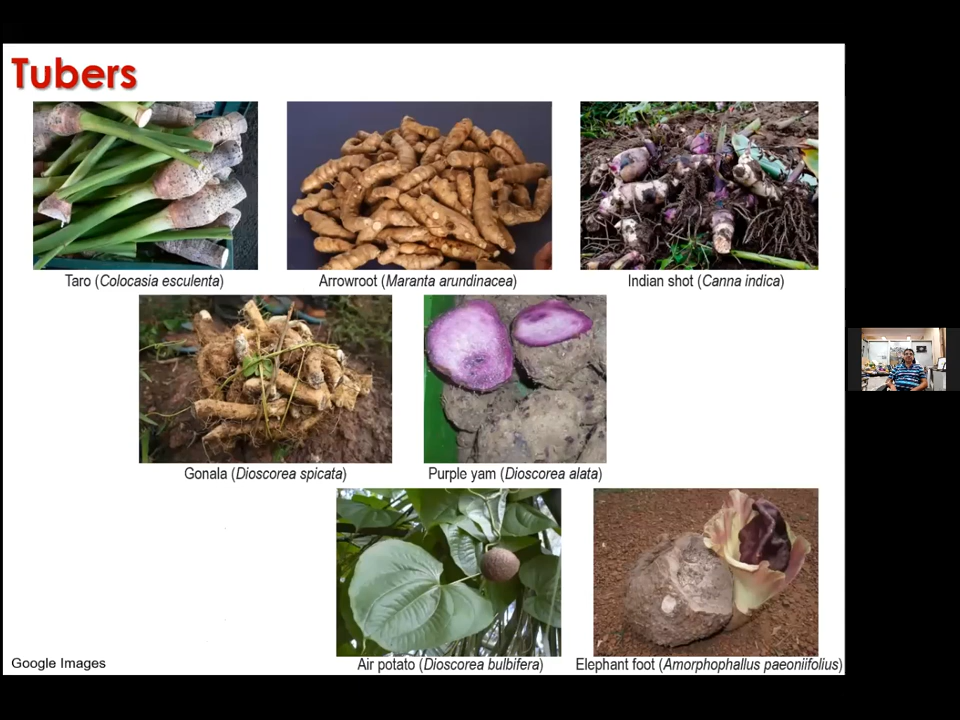 Tubers
Taro (Colocasia esculenta)
Arrowroot (Maranta arundinacea)
Indian shot (Canna indica)
Gonala (Dioscorea spicata)
Purple yam (Dioscorea alata)
Air potato (Dioscorea bulbifera)
Elephant foot (Amorphophallus paeoniifolius)
Google Images